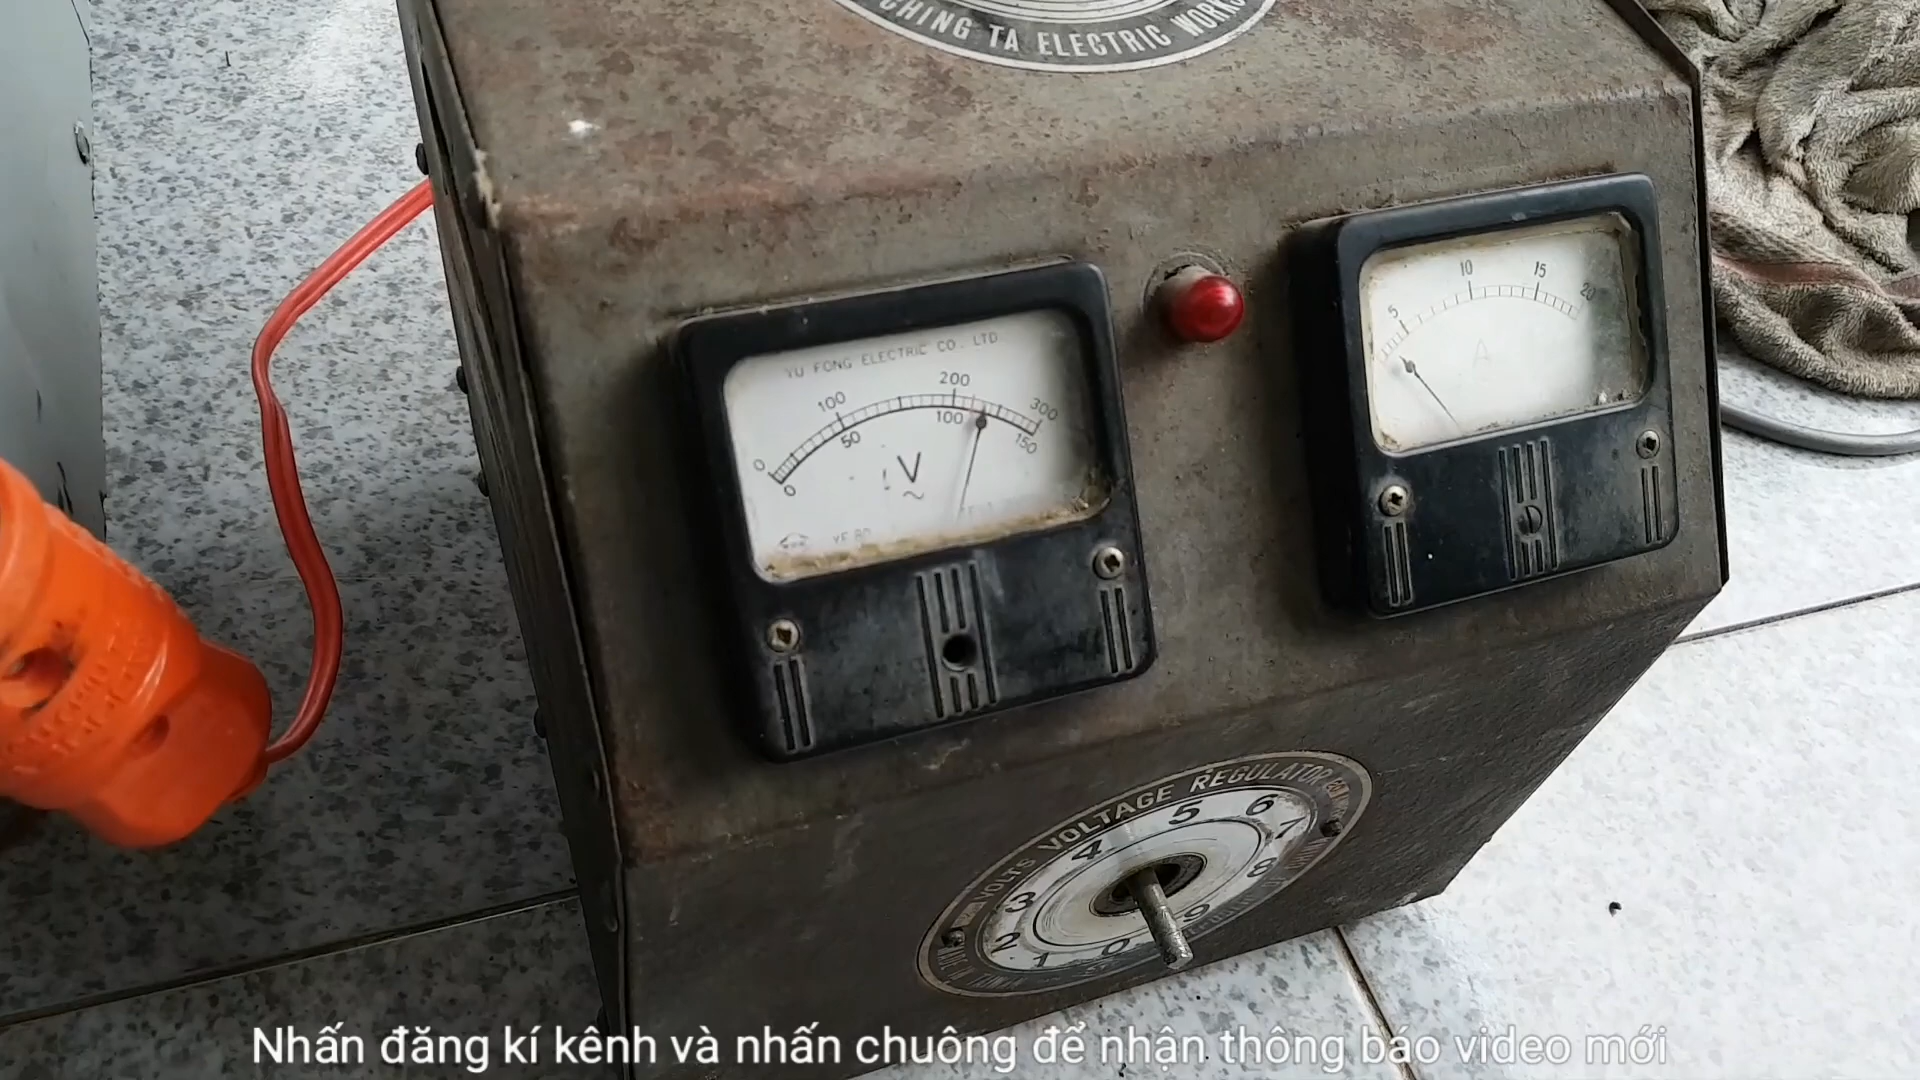 CHING TA ELECTRIC WORKS
YU FONG ELECTRIC CO., LTD
0 100 200 300
0 50 100 150
V
5 10 15 20
A
VOLTS VOLTAGE REGULATOR
0 1 2 3 4 5 6 7 8 9
Nhấn đăng kí kênh và nhấn chuông để nhận thông báo video mới